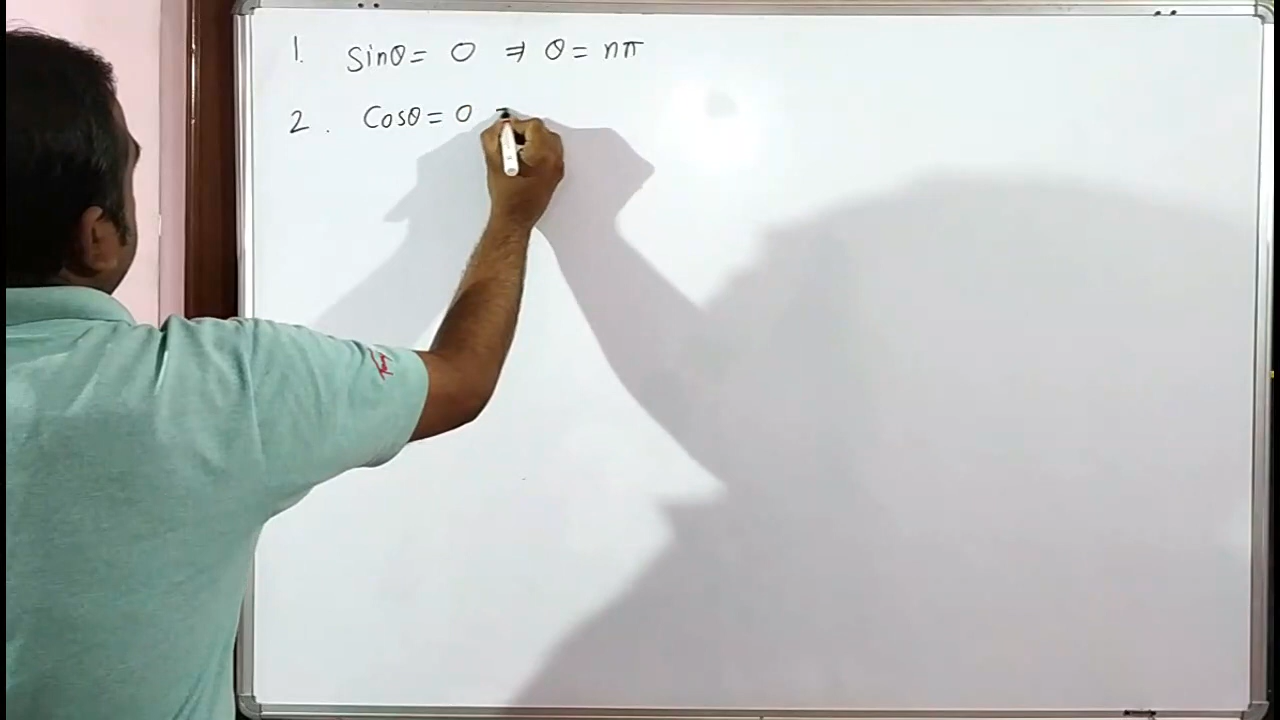 1. Sinθ = 0 ⇒ θ = nπ
2. Cosθ = 0